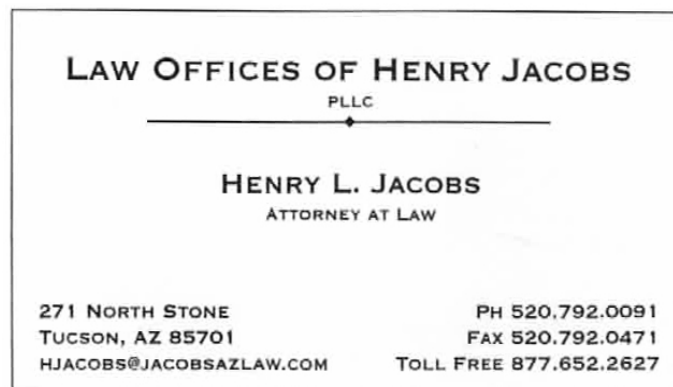 LAW OFFICES OF HENRY JACOBS
PLLC
HENRY L. JACOBS
ATTORNEY AT LAW
271 NORTH STONE
TUCSON, AZ 85701
HJACOBS@JACOBSAZLAW.COM
PH 520.792.0091
FAX 520.792.0471
TOLL FREE 877.652.2627